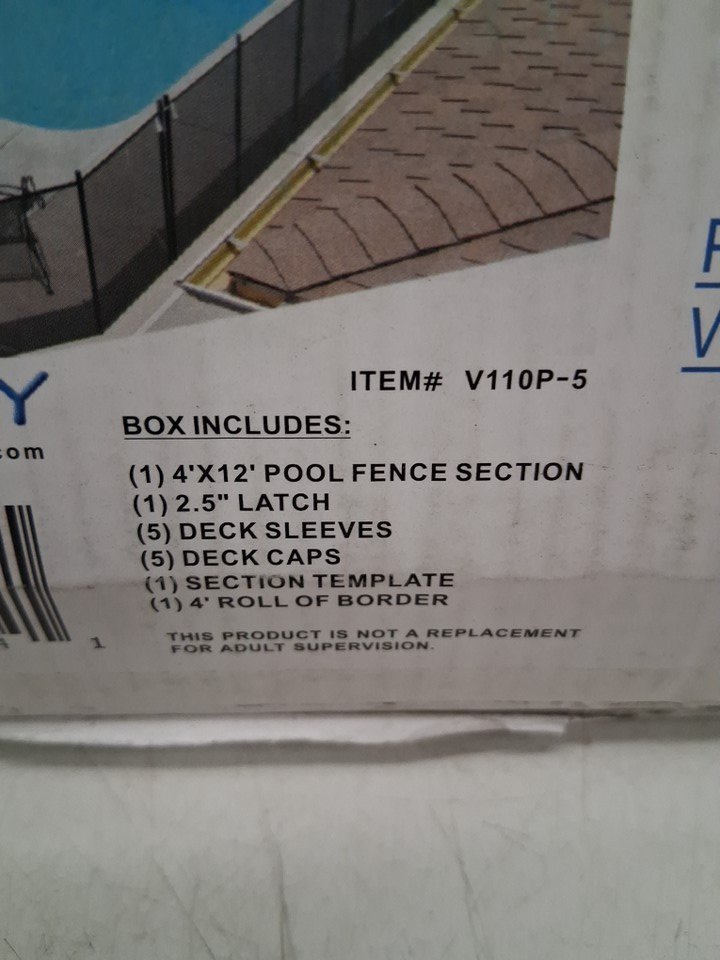 ITEM# V110P-5
Y
BOX INCLUDES:
com
(1) 4'X12' POOL FENCE SECTION
(1) 2.5" LATCH
(5) DECK SLEEVES
(5) DECK CAPS
(1) SECTION TEMPLATE
(1) 4' ROLL OF BORDER
THIS PRODUCT IS NOT A REPLACEMENT
FOR ADULT SUPERVISION.
1